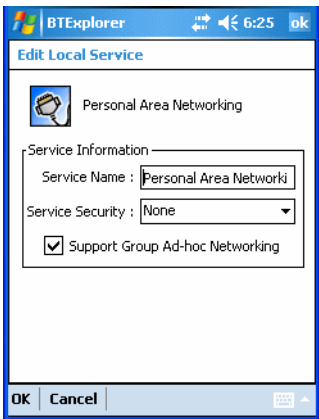 BTExplorer 6:25 ok
Edit Local Service
Personal Area Networking
Service Information
Service Name : Personal Area Networki
Service Security : None
Support Group Ad-hoc Networking
OK Cancel